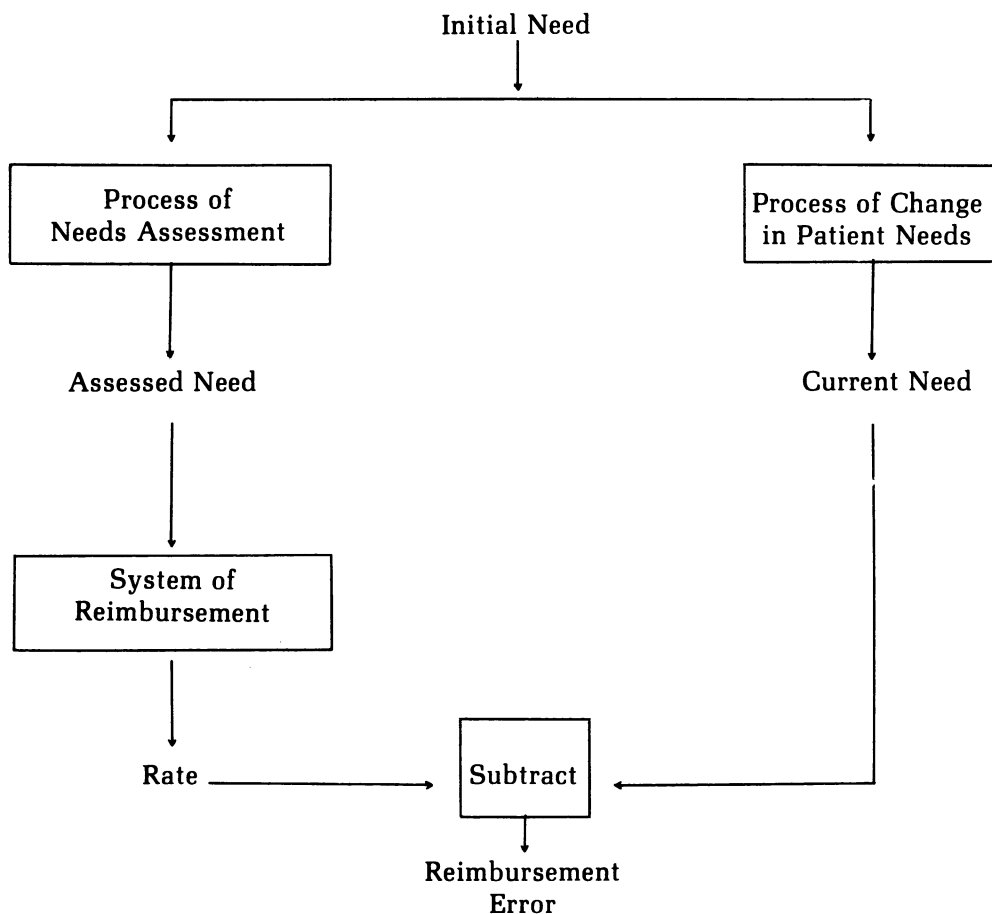 Initial Need
Process of
Needs Assessment
Process of Change
in Patient Needs
Assessed Need
Current Need
System of
Reimbursement
Rate
Subtract
Reimbursement
Error